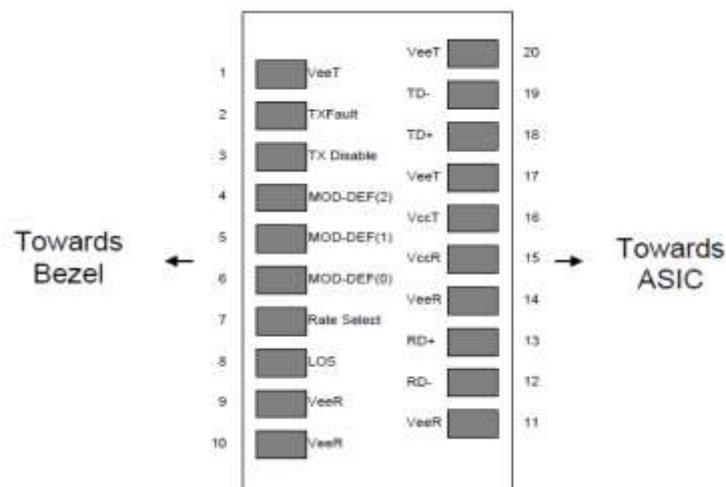 VeeT 20
1 VeeT
TD- 19
2 TXFault
TD+ 18
3 TX Disable
VeeT 17
4 MOD-DEF(2)
VccT 16
5 MOD-DEF(1)
Towards
Bezel
VccR 15
Towards
ASIC
6 MOD-DEF(0)
VeeR 14
7 Rate Select
RD+ 13
8 LOS
RD- 12
9 VeeR
VeeR 11
10 VeeR